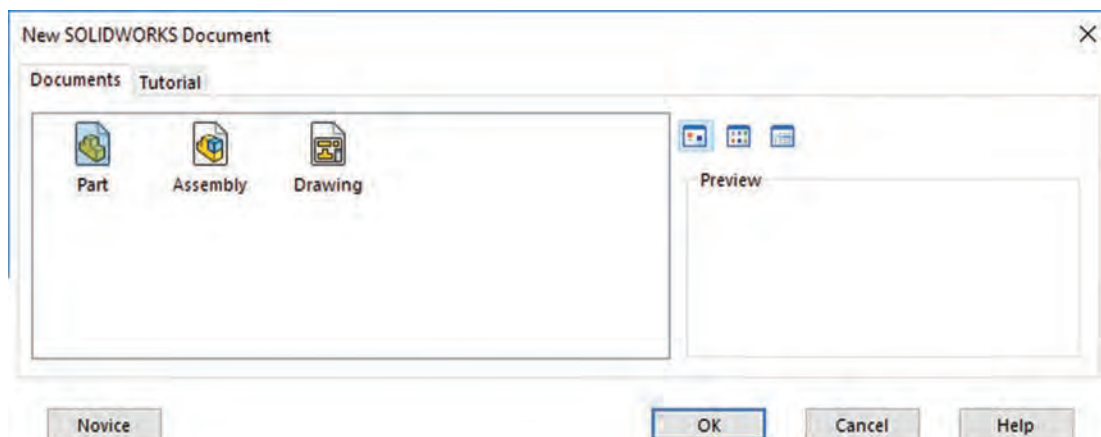 New SOLIDWORKS Document
Documents Tutorial
Part Assembly Drawing
Preview
Novice OK Cancel Help